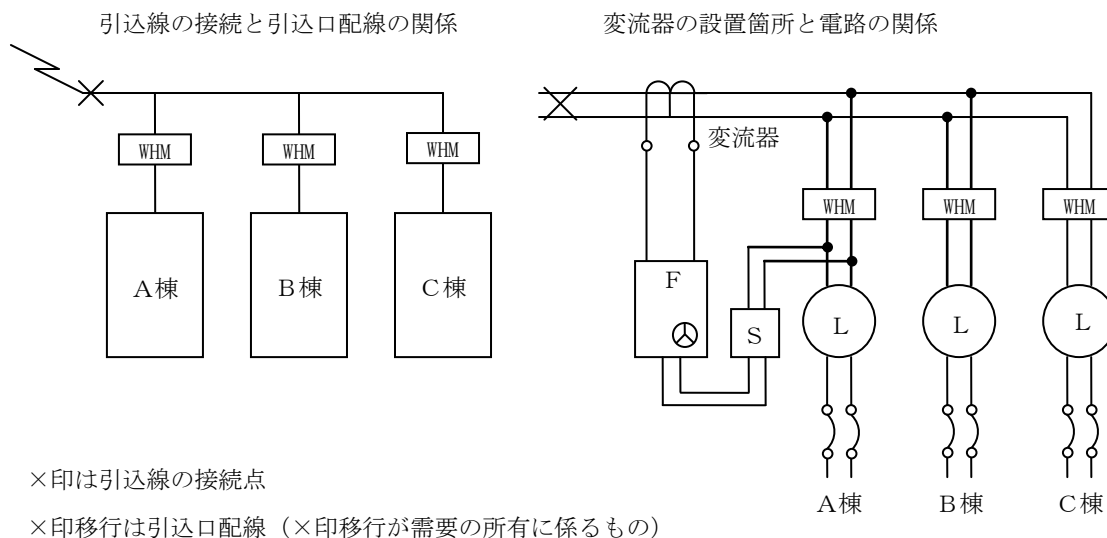 引込線の接続と引込口配線の関係
変流器の設置箇所と電路の関係
WHM
WHM
WHM
A棟
B棟
C棟
変流器
WHM
WHM
WHM
F
S
L
L
L
A棟
B棟
C棟
×印は引込線の接続点
×印移行は引込口配線（×印移行が需要の所有に係るもの）